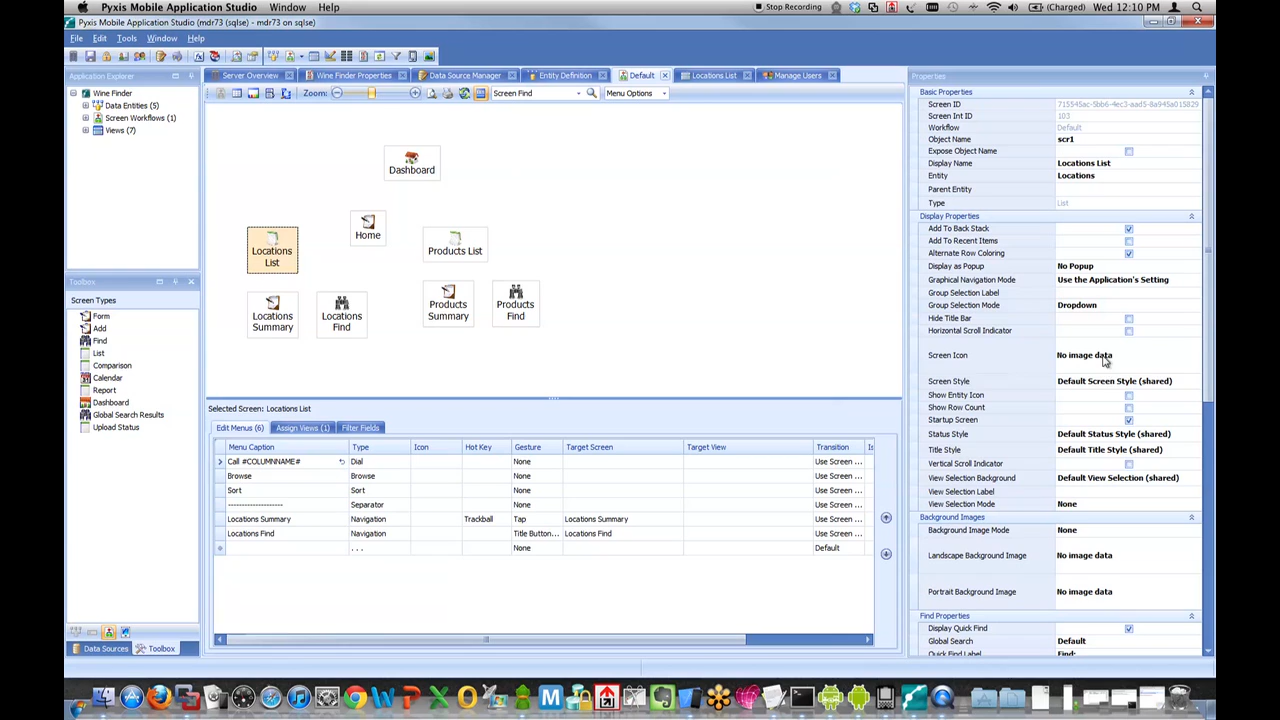 Pyxis Mobile Application Studio Window Help
Stop Recording
(Charged) Wed 12:10 PM
Pyxis Mobile Application Studio (mdr73 (sqlse) - mdr73 on sqlse)
File Edit Tools Window Help
Application Explorer
Wine Finder
Data Entities (5)
Screen Workflows (1)
Views (7)
Toolbox
Screen Types
Form
Add
Find
List
Comparison
Calendar
Report
Dashboard
Global Search Results
Upload Status
Data Sources Toolbox
Server Overview Wine Finder Properties Data Source Manager Entity Definition Default Locations List Manage Users
Zoom: Screen Find Menu Options
Dashboard
Home
Locations List
Products List
Locations Summary
Locations Find
Products Summary
Products Find
Selected Screen: Locations List
Edit Menus (6) Assign Views (1) Filter Fields
Menu Caption Type Icon Hot Key Gesture Target Screen Target View Transition Is
Call #COLUMNNAME# Dial None Use Screen ...
Browse Browse None Use Screen ...
Sort Sort None Use Screen ...
-------------------- Separator None Use Screen ...
Locations Summary Navigation Trackball Tap Locations Summary Use Screen ...
Locations Find Navigation Title Button... Locations Find Use Screen ...
. . . None Default
Properties
Basic Properties
Screen ID 715545ac-5bb6-4ec3-aad5-8a945a015829
Screen Int ID 103
Workflow Default
Object Name scr1
Expose Object Name
Display Name Locations List
Entity Locations
Parent Entity
Type List
Display Properties
Add To Back Stack
Add To Recent Items
Alternate Row Coloring
Display as Popup No Popup
Graphical Navigation Mode Use the Application's Setting
Group Selection Label
Group Selection Mode Dropdown
Hide Title Bar
Horizontal Scroll Indicator
Screen Icon No image data
Screen Style Default Screen Style (shared)
Show Entity Icon
Show Row Count
Startup Screen
Status Style Default Status Style (shared)
Title Style Default Title Style (shared)
Vertical Scroll Indicator
View Selection Background Default View Selection (shared)
View Selection Label
View Selection Mode None
Background Images
Background Image Mode None
Landscape Background Image No image data
Portrait Background Image No image data
Find Properties
Display Quick Find
Global Search Default
Quick Find Label Find: